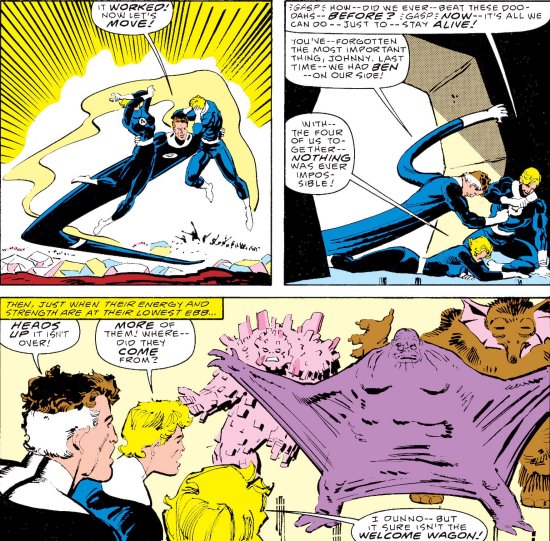 IT WORKED!
NOW LET'S
MOVE!
:GASP: HOW--DID WE EVER--BEAT THESE DOO-
DAHS--BEFORE? :GASP: NOW--IT'S ALL WE
CAN DO--JUST TO--STAY ALIVE!
YOU'VE--FORGOTTEN
THE MOST IMPORTANT
THING, JOHNNY. LAST
TIME--WE HAD BEN
--ON OUR SIDE!
WITH--
THE FOUR
OF US TO-
GETHER--
NOTHING
WAS EVER
IMPOS-
SIBLE!
THEN, JUST WHEN THEIR ENERGY AND
STRENGTH ARE AT THEIR LOWEST EBB...
HEADS
UP IT ISN'T
OVER!
MORE OF
THEM! WHERE--
DID THEY
COME
FROM?
I DUNNO--BUT
IT SURE ISN'T THE
WELCOME WAGON!